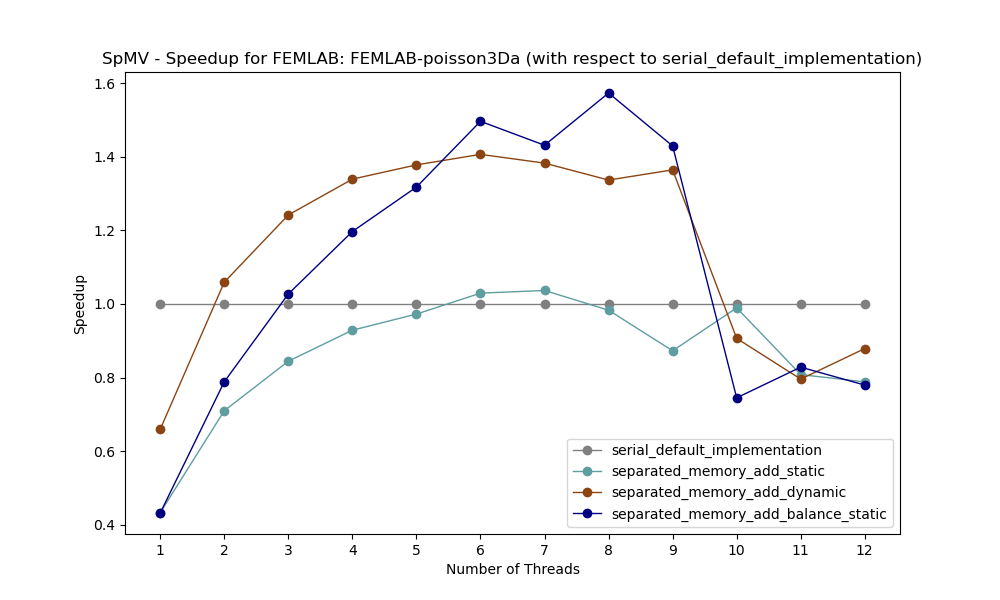 SpMV - Speedup for FEMLAB: FEMLAB-poisson3Da (with respect to serial_default_implementation)
1.6
1.4
1.2
1.0
0.8
0.6
0.4
Speedup
serial_default_implementation
separated_memory_add_static
separated_memory_add_dynamic
separated_memory_add_balance_static
1 2 3 4 5 6 7 8 9 10 11 12
Number of Threads